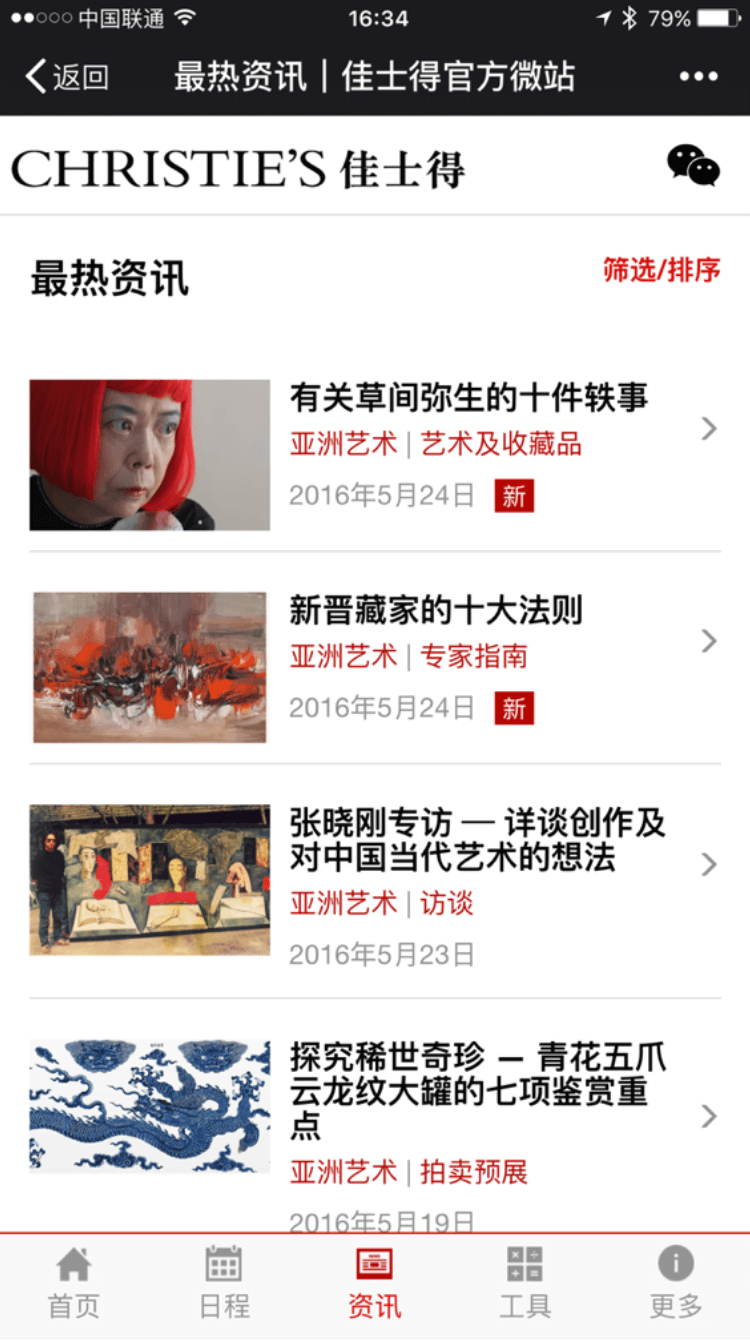 中国联通 16:34 79%
返回 最热资讯｜佳士得官方微站
CHRISTIE'S 佳士得
最热资讯 筛选/排序
有关草间弥生的十件轶事
亚洲艺术 | 艺术及收藏品
2016年5月24日 新
新晋藏家的十大法则
亚洲艺术 | 专家指南
2016年5月24日 新
张晓刚专访 — 详谈创作及
对中国当代艺术的想法
亚洲艺术 | 访谈
2016年5月23日
探究稀世奇珍 – 青花五爪
云龙纹大罐的七项鉴赏重
点
亚洲艺术 | 拍卖预展
2016年5月19日
首页 日程 资讯 工具 更多